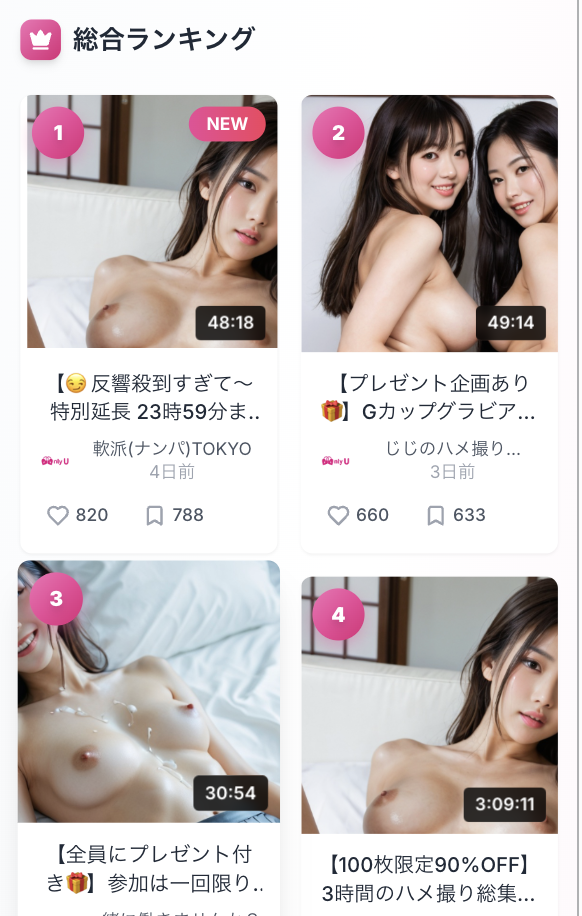 総合ランキング
1
NEW
48:18
【😏反響殺到すぎて〜
特別延長 23時59分ま..
軟派(ナンパ)TOKYO
4日前
820
788
2
49:14
【プレゼント企画あり
🎁】Gカップグラビア...
じじのハメ撮り...
3日前
660
633
3
30:54
【全員にプレゼント付
き🎁】参加は一回限り..
4
3:09:11
【100枚限定90%OFF】
3時間のハメ撮り総集...